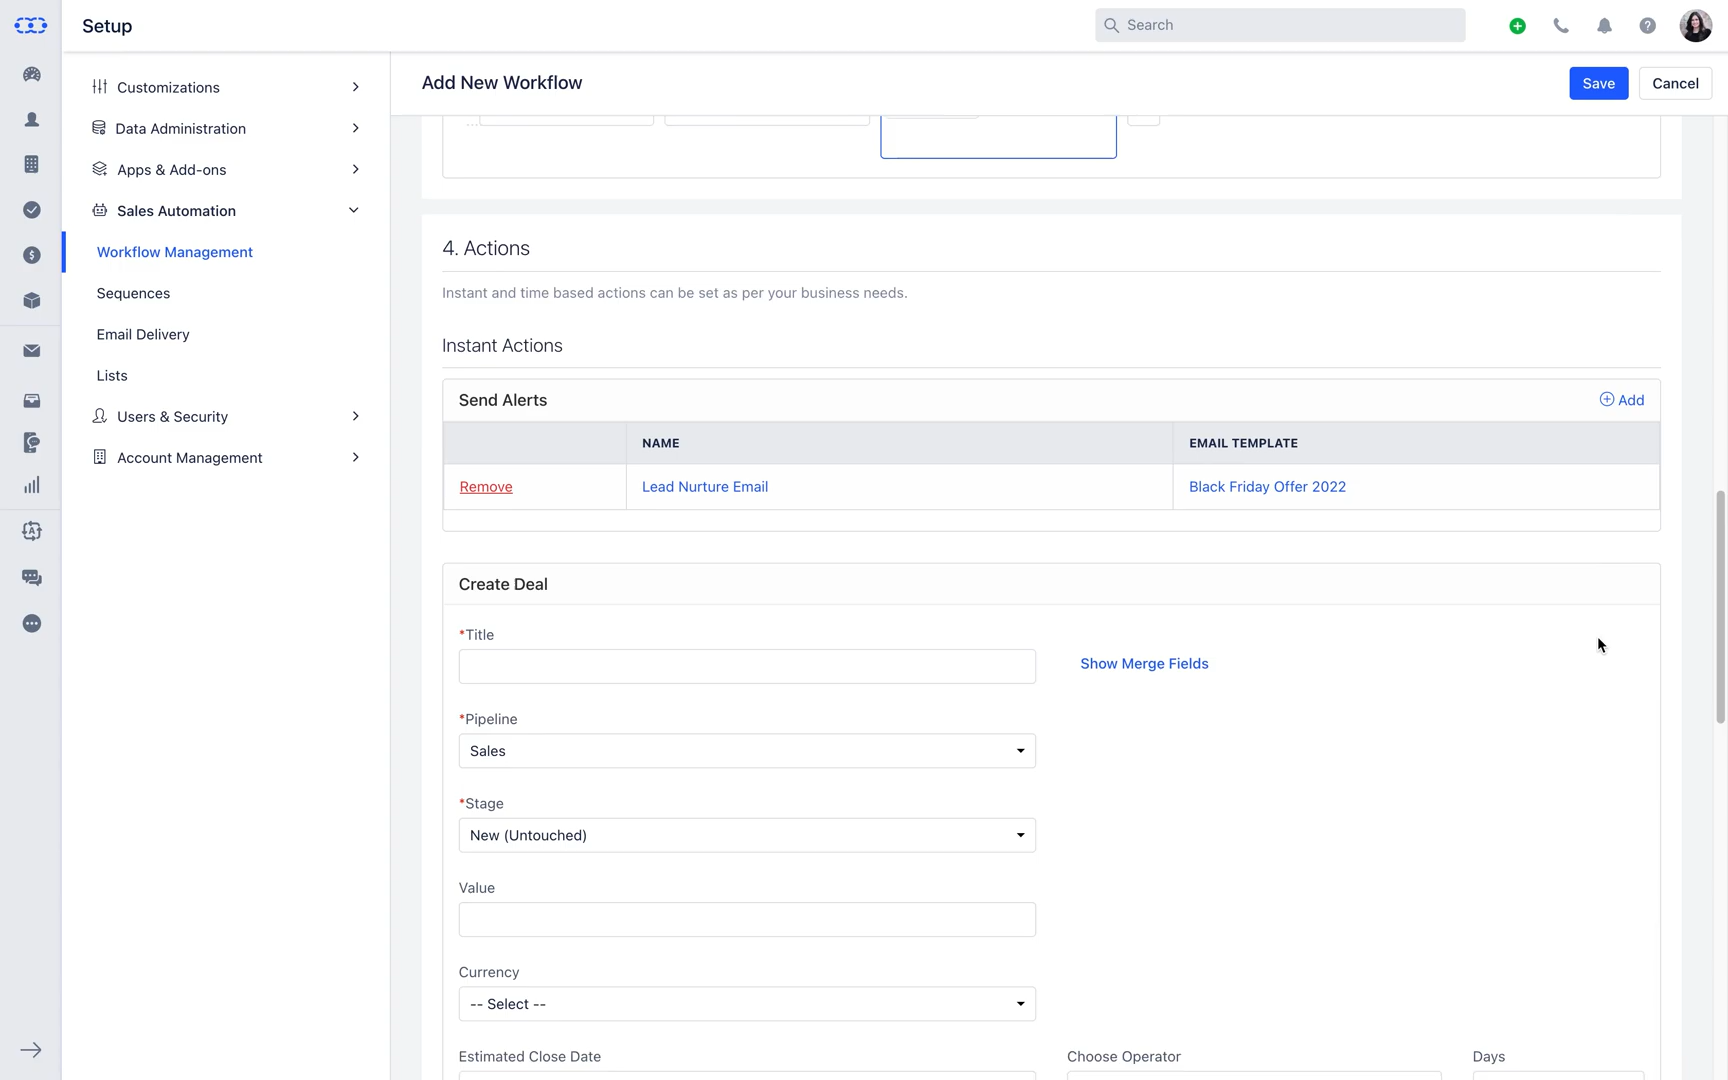 Setup
Search
Customizations
Data Administration
Apps & Add-ons
Sales Automation
Workflow Management
Sequences
Email Delivery
Lists
Users & Security
Account Management
Add New Workflow
Save
Cancel
4. Actions
Instant and time based actions can be set as per your business needs.
Instant Actions
Send Alerts
Add
NAME
EMAIL TEMPLATE
Remove
Lead Nurture Email
Black Friday Offer 2022
Create Deal
*Title
Show Merge Fields
*Pipeline
Sales
*Stage
New (Untouched)
Value
Currency
-- Select --
Estimated Close Date
Choose Operator
Days